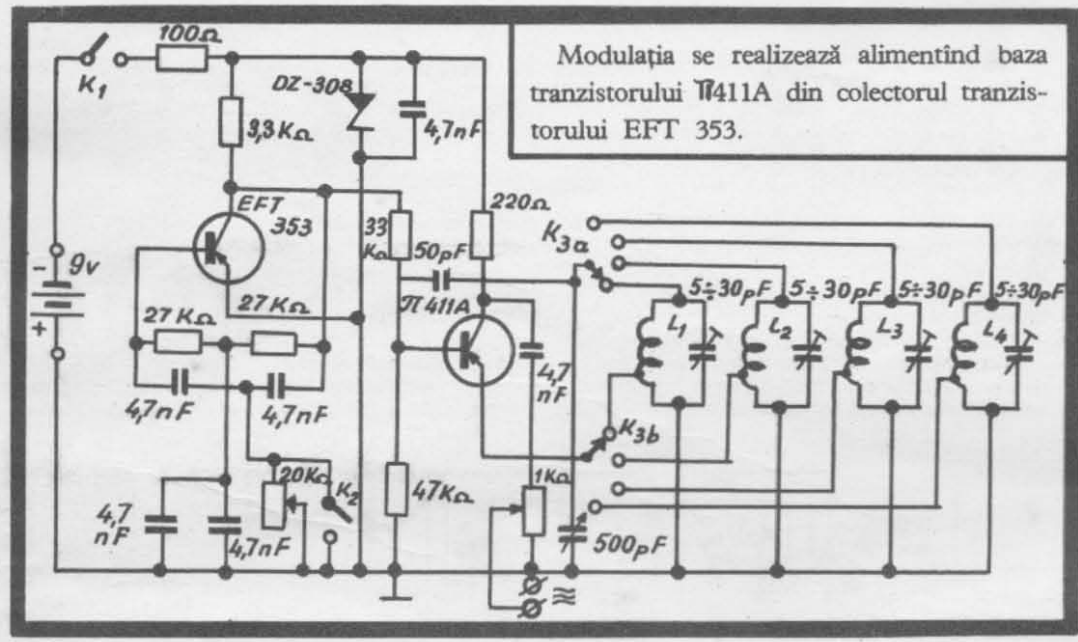 Modulația se realizează alimentînd baza
tranzistorului π411A din colectorul tranzis-
torului EFT 353.
100Ω
K1
DZ-308
4,7nF
3,3KΩ
EFT
353
33
KΩ
50pF
220Ω
K3a
- 9v
+
π411A
27KΩ
27KΩ
4,7nF
4,7nF
4,7
nF
5÷30pF
5÷30pF
5÷30pF
5÷30pF
L1
L2
L3
L4
K3b
20KΩ
K2
47KΩ
1KΩ
4,7
nF
4,7nF
500pF